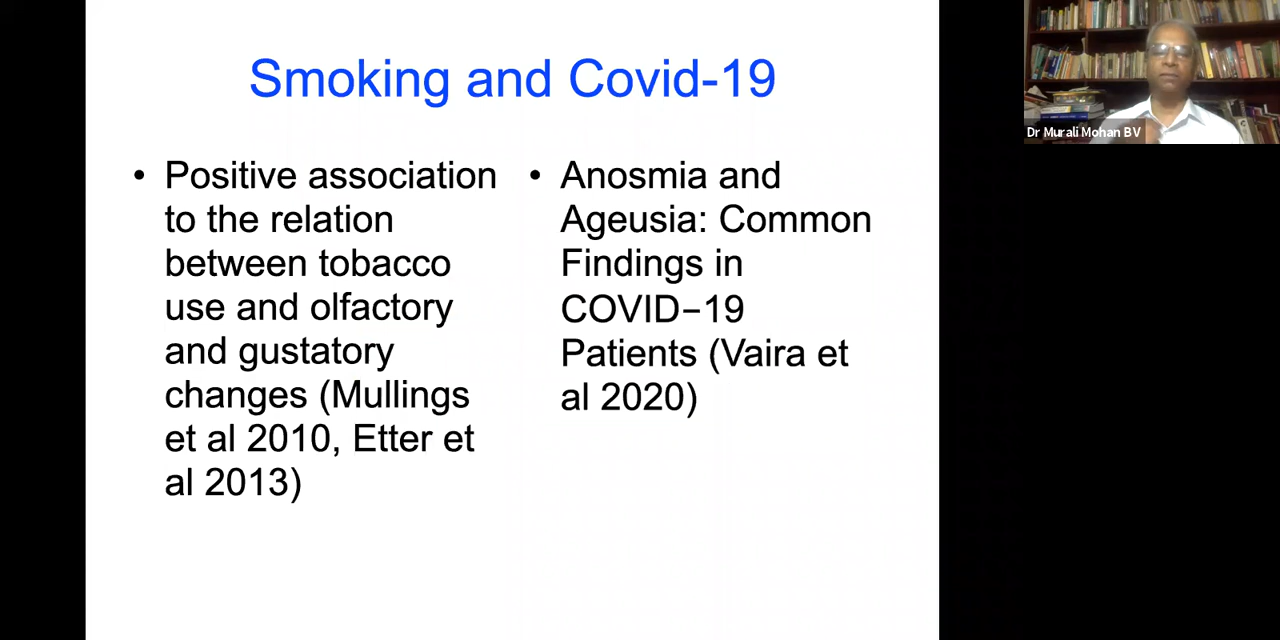 Smoking and Covid-19
• Positive association
to the relation
between tobacco
use and olfactory
and gustatory
changes (Mullings
et al 2010, Etter et
al 2013)
• Anosmia and
Ageusia: Common
Findings in
COVID−19
Patients (Vaira et
al 2020)
Dr Murali Mohan BV